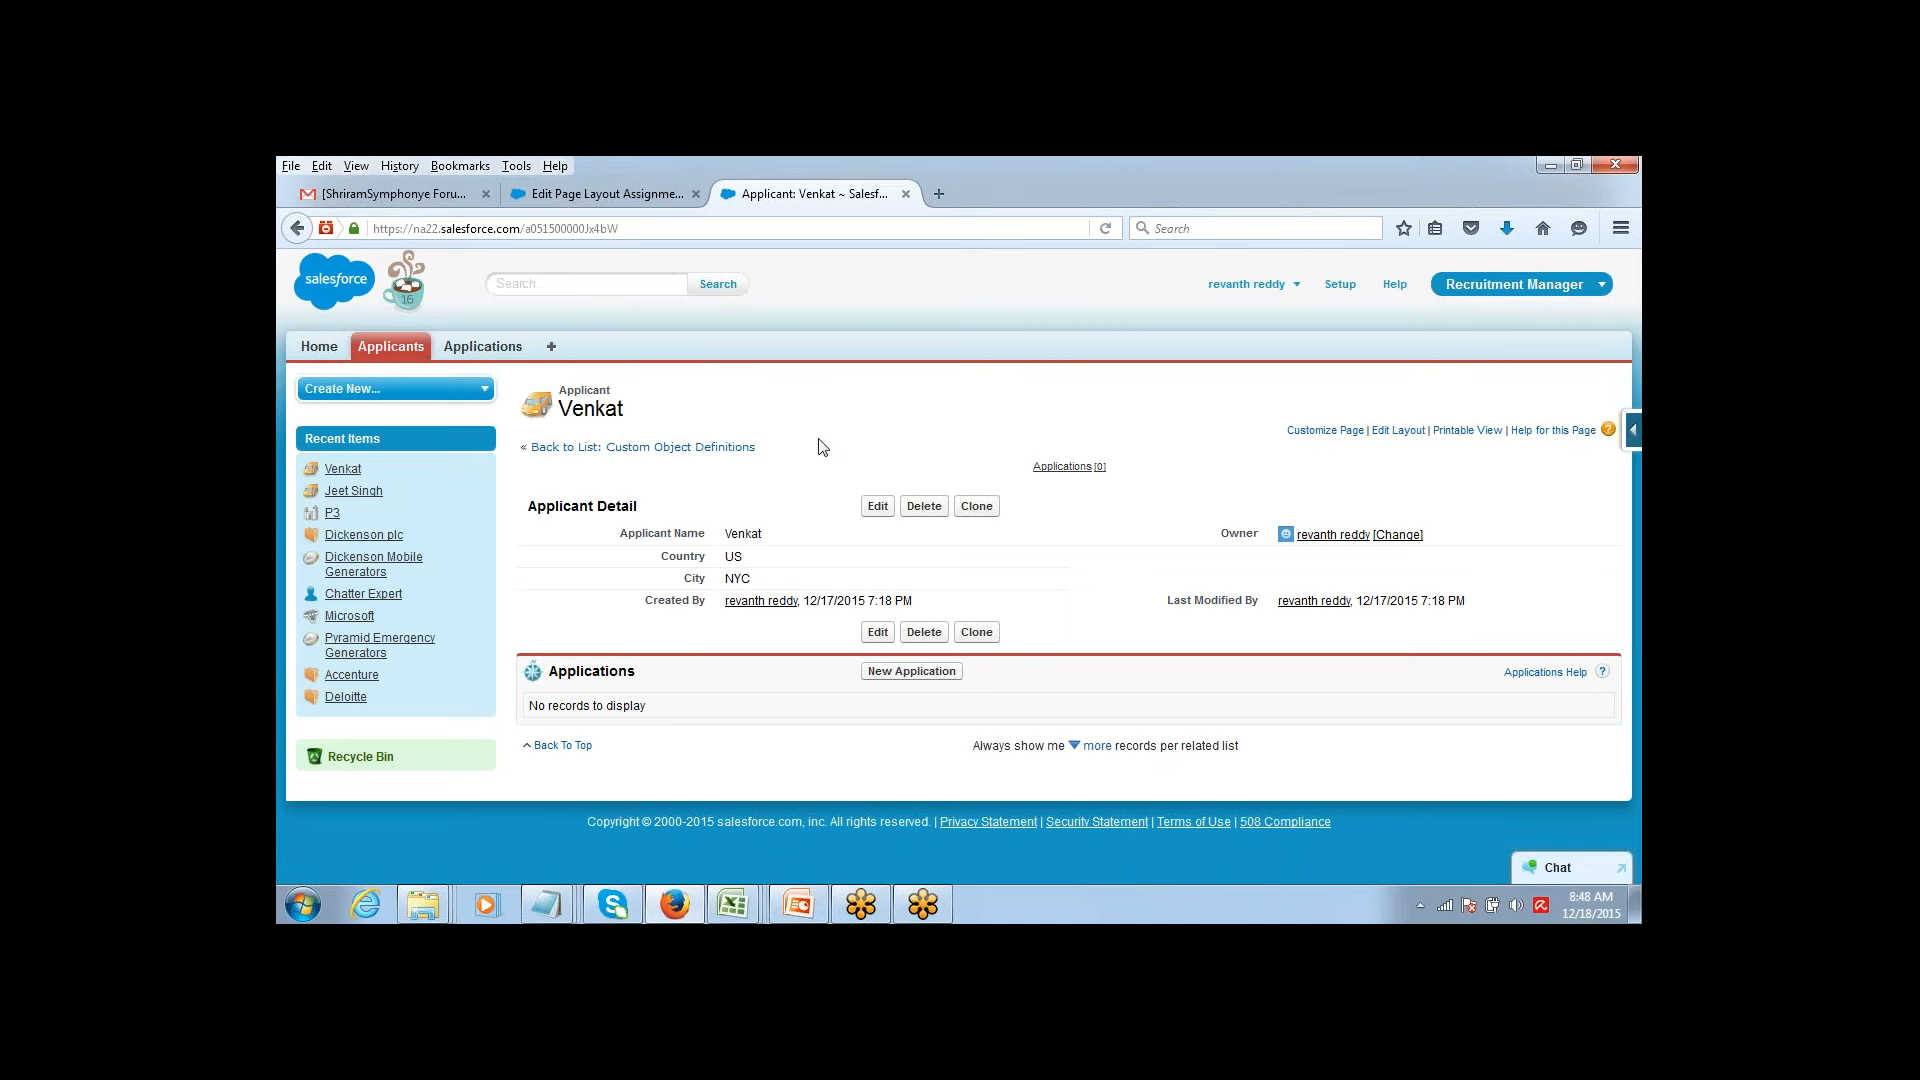 File Edit View History Bookmarks Tools Help
[ShriramSymphonye Foru... Edit Page Layout Assignme... Applicant: Venkat ~ Salesf...
https://na22.salesforce.com/a051500000Jx4bW Search
salesforce 16 Search... Search revanth reddy Setup Help Recruitment Manager
Home Applicants Applications +
Create New...
Recent Items
Venkat
Jeet Singh
P3
Dickenson plc
Dickenson Mobile
Generators
Chatter Expert
Microsoft
Pyramid Emergency
Generators
Accenture
Deloitte
Recycle Bin
Applicant
Venkat
« Back to List: Custom Object Definitions
Customize Page | Edit Layout | Printable View | Help for this Page ?
Applications [0]
Applicant Detail Edit Delete Clone
Applicant Name Venkat Owner revanth reddy [Change]
Country US
City NYC
Created By revanth reddy, 12/17/2015 7:18 PM Last Modified By revanth reddy, 12/17/2015 7:18 PM
Edit Delete Clone
Applications New Application Applications Help ?
No records to display
Back To Top Always show me more records per related list
Copyright © 2000-2015 salesforce.com, inc. All rights reserved. | Privacy Statement | Security Statement | Terms of Use | 508 Compliance
Chat
8:48 AM
12/18/2015